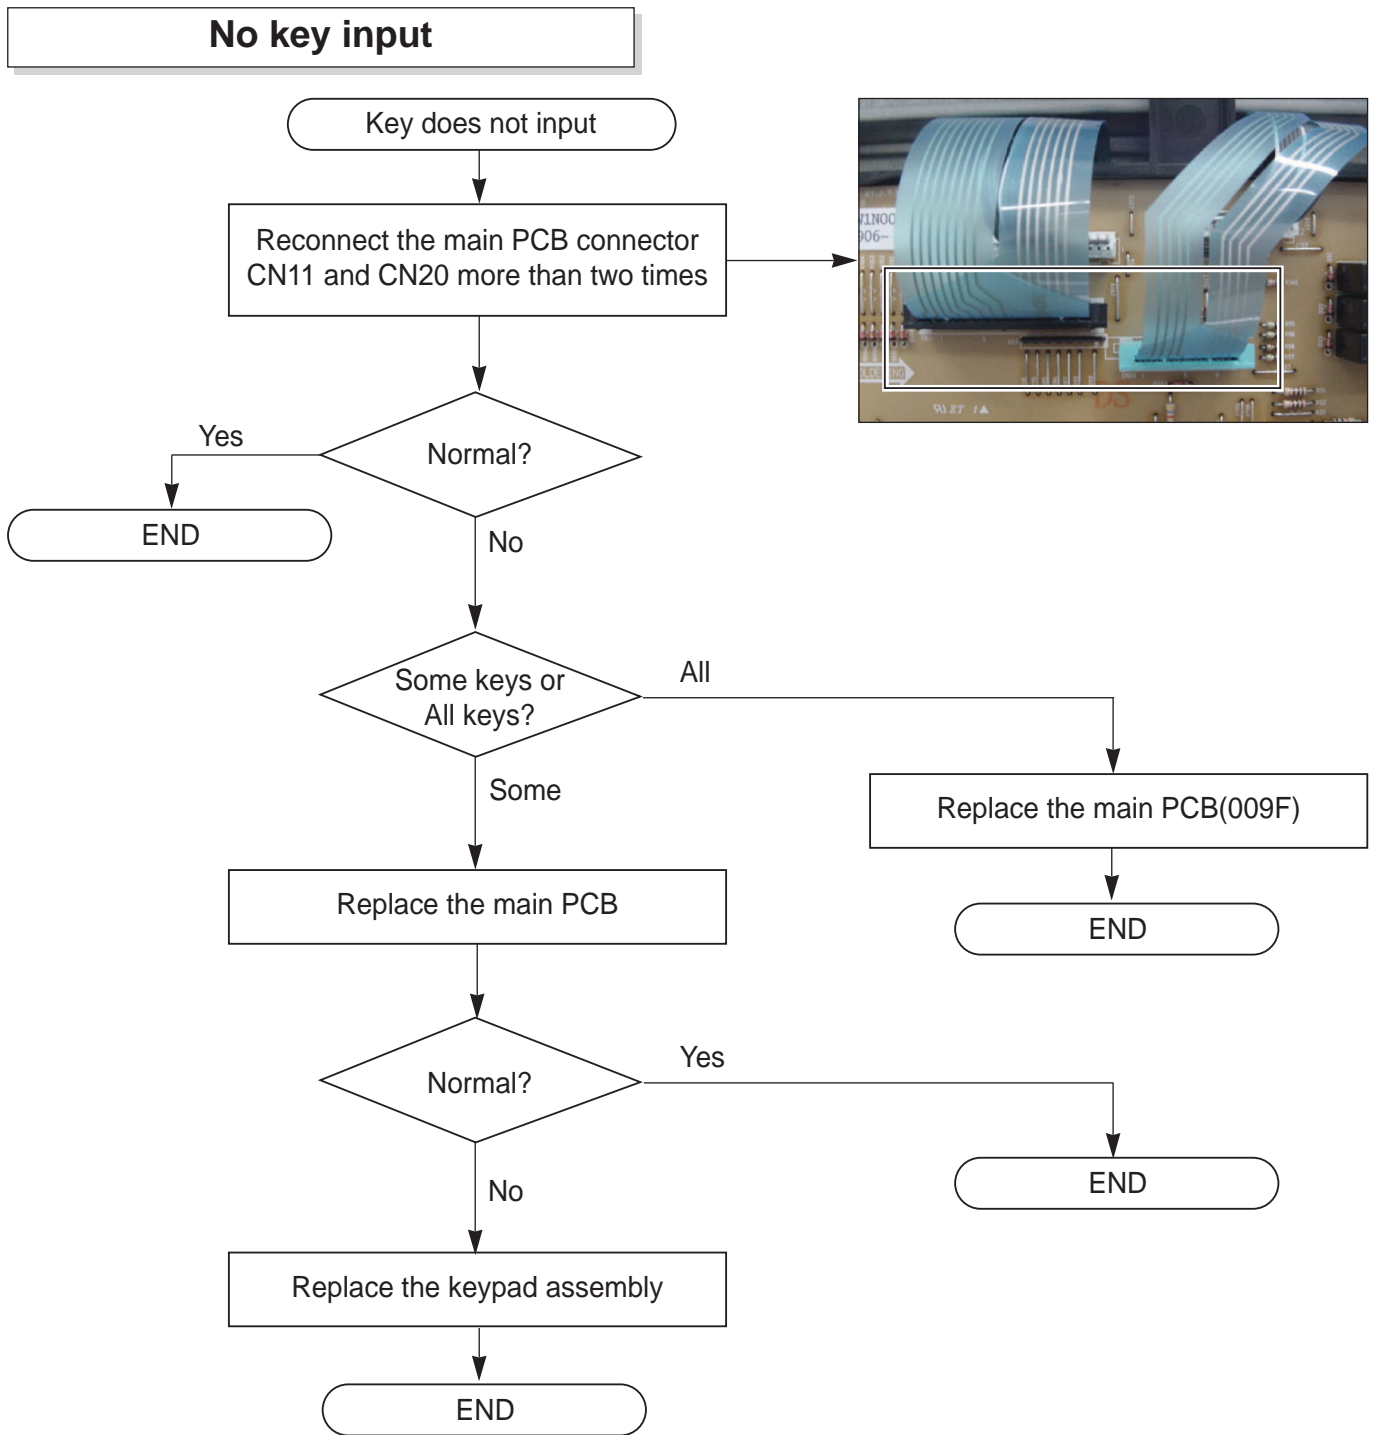 No key input
Key does not input
Reconnect the main PCB connector
CN11 and CN20 more than two times
Normal?
Yes
END
No
Some keys or
All keys?
All
Replace the main PCB(009F)
END
Some
Replace the main PCB
Normal?
Yes
END
No
Replace the keypad assembly
END